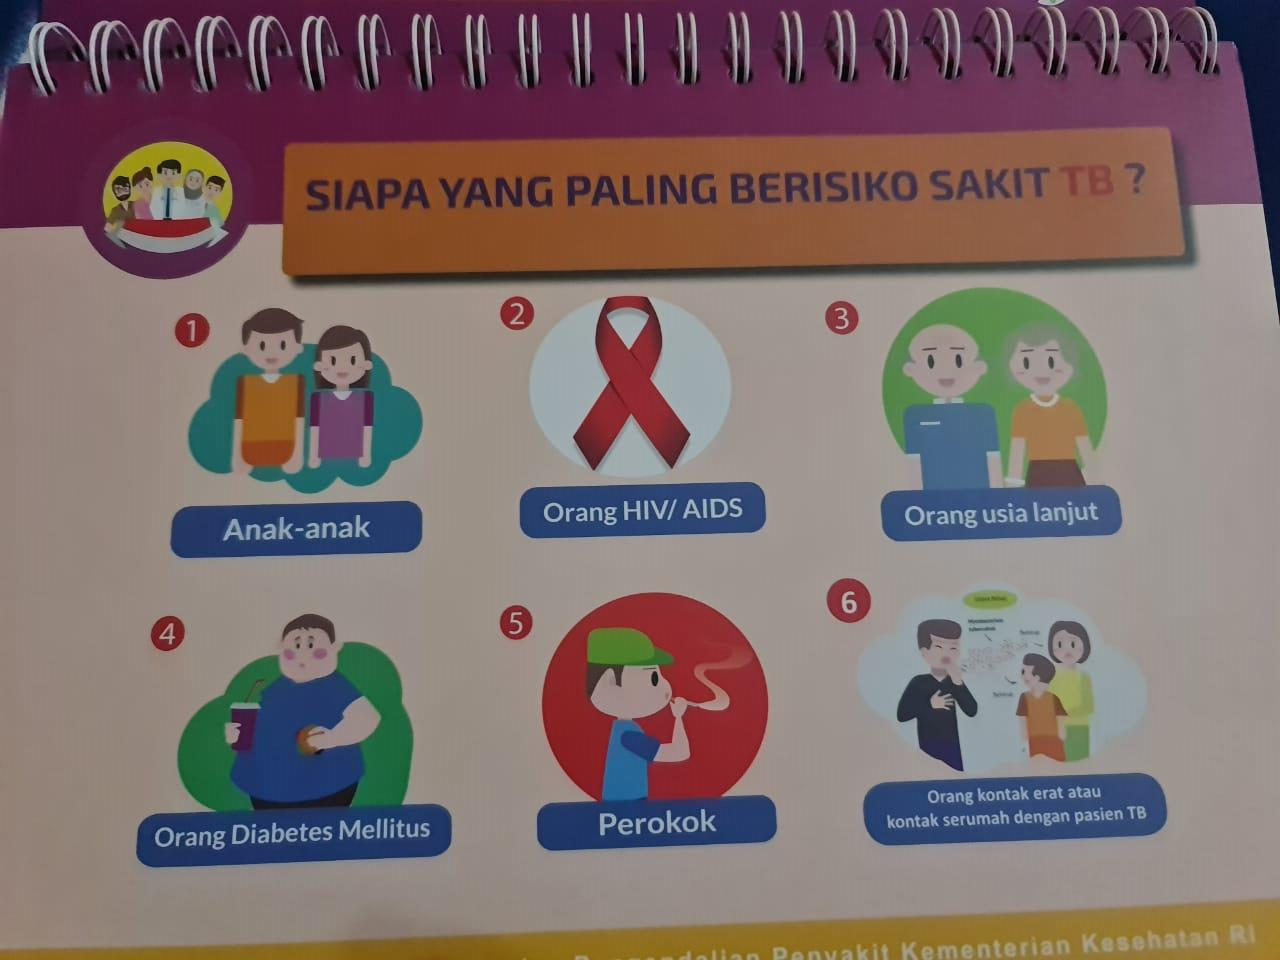 SIAPA YANG PALING BERISIKO SAKIT TB ?
1
Anak-anak
2
Orang HIV/ AIDS
3
Orang usia lanjut
4
Orang Diabetes Mellitus
5
Perokok
6
Orang kontak erat atau
kontak serumah dengan pasien TB
Pengendalian Penyakit Kementerian Kesehatan RI